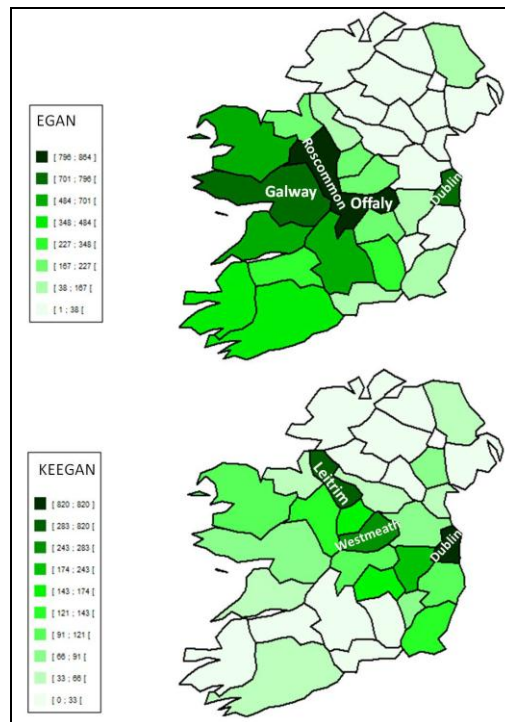 EGAN
[ 796 ; 864 ]
[ 701 ; 796 [
[ 484 ; 701 [
[ 348 ; 484 [
[ 227 ; 348 [
[ 167 ; 227 [
[ 38 ; 167 [
[ 1 ; 38 [
Roscommon
Galway
Offaly
Dublin
KEEGAN
[ 820 ; 820 ]
[ 283 ; 820 [
[ 243 ; 283 [
[ 174 ; 243 [
[ 143 ; 174 [
[ 121 ; 143 [
[ 91 ; 121 [
[ 66 ; 91 [
[ 33 ; 66 [
[ 0 ; 33 [
Leitrim
Westmeath
Dublin